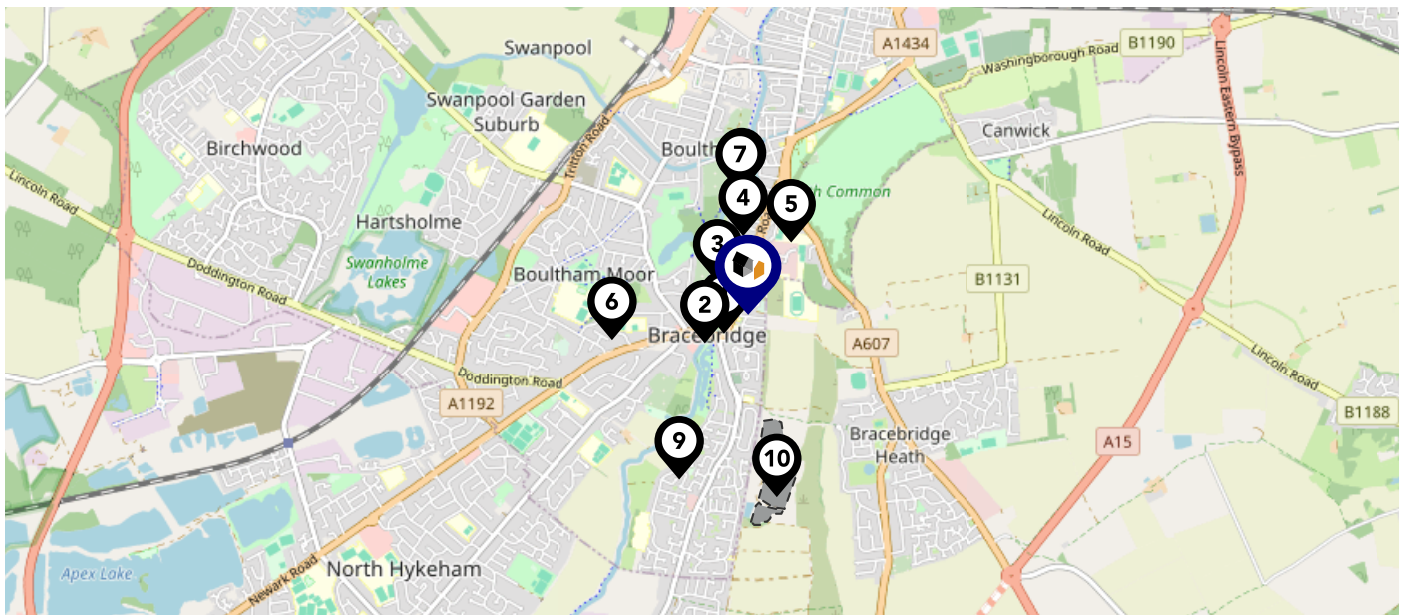 A1434
B1190
Washingborough Road
Swanpool
Swanpool Garden
Suburb
Canwick
Birchwood
Tritton Road
Lincoln Eastern Bypass
Boulth
7
4
5
h Common
Lincoln Road
Hartsholme
Lincoln Road
3
Swanholme
Lakes
Doddington Road
Boultham Moor
B1131
6
2
Bracebridge
A607
Lincoln Road
Doddington Road
A1192
B1188
Bracebridge
Heath
A15
9
10
Apex Lake
North Hykeham
Newark Road